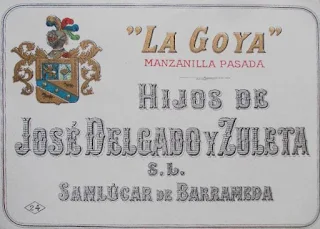 "LA GOYA"
MANZANILLA PASADA
HIJOS DE
JOSÉ DELGADO Y ZULETA
S. L.
SANLÚCAR DE BARRAMEDA